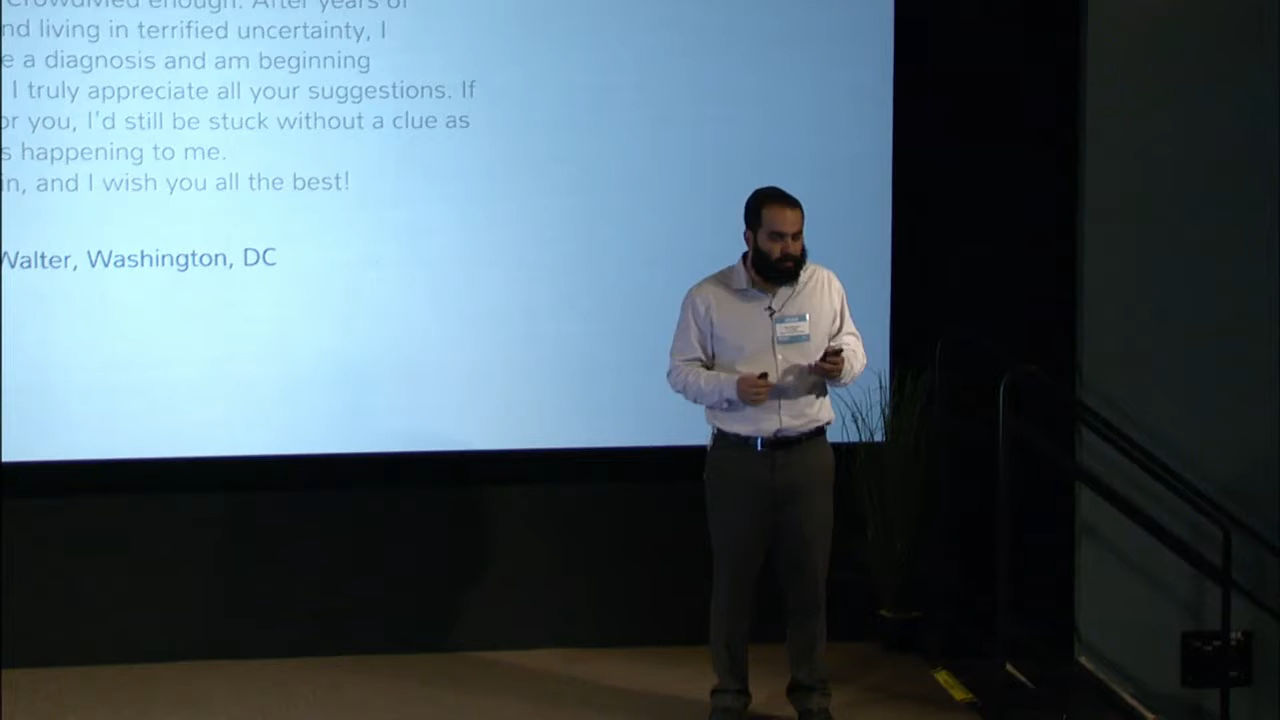 CrowdMed enough. After years of
nd living in terrified uncertainty, I
e a diagnosis and am beginning
I truly appreciate all your suggestions. If
or you, I'd still be stuck without a clue as
s happening to me.
in, and I wish you all the best!
Walter, Washington, DC